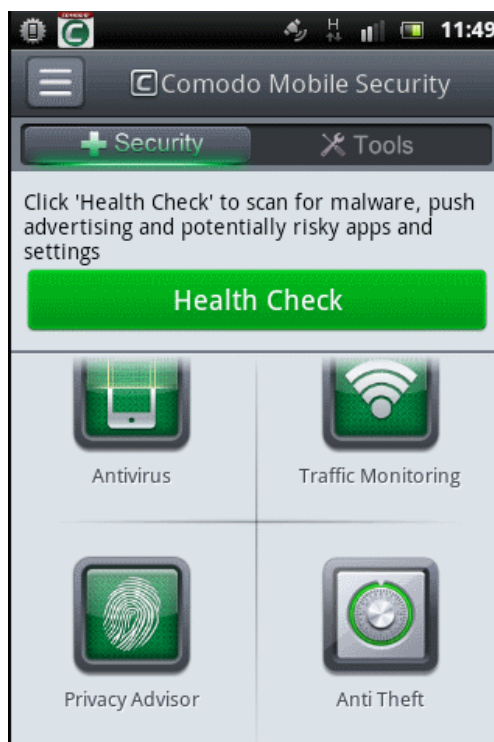 H 11:49
Comodo Mobile Security
Security Tools
Click 'Health Check' to scan for malware, push
advertising and potentially risky apps and
settings
Health Check
Antivirus Traffic Monitoring
Privacy Advisor Anti Theft